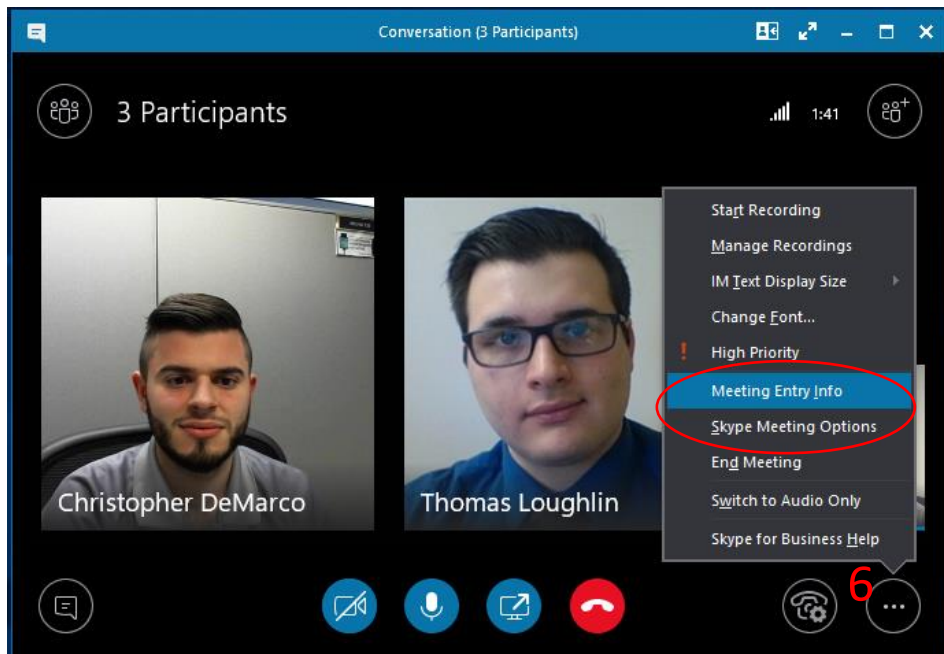 Conversation (3 Participants)
3 Participants
1:41
Start Recording
Manage Recordings
IM Text Display Size
Change Font...
! High Priority
Meeting Entry Info
Skype Meeting Options
End Meeting
Switch to Audio Only
Skype for Business Help
Christopher DeMarco
Thomas Loughlin
6